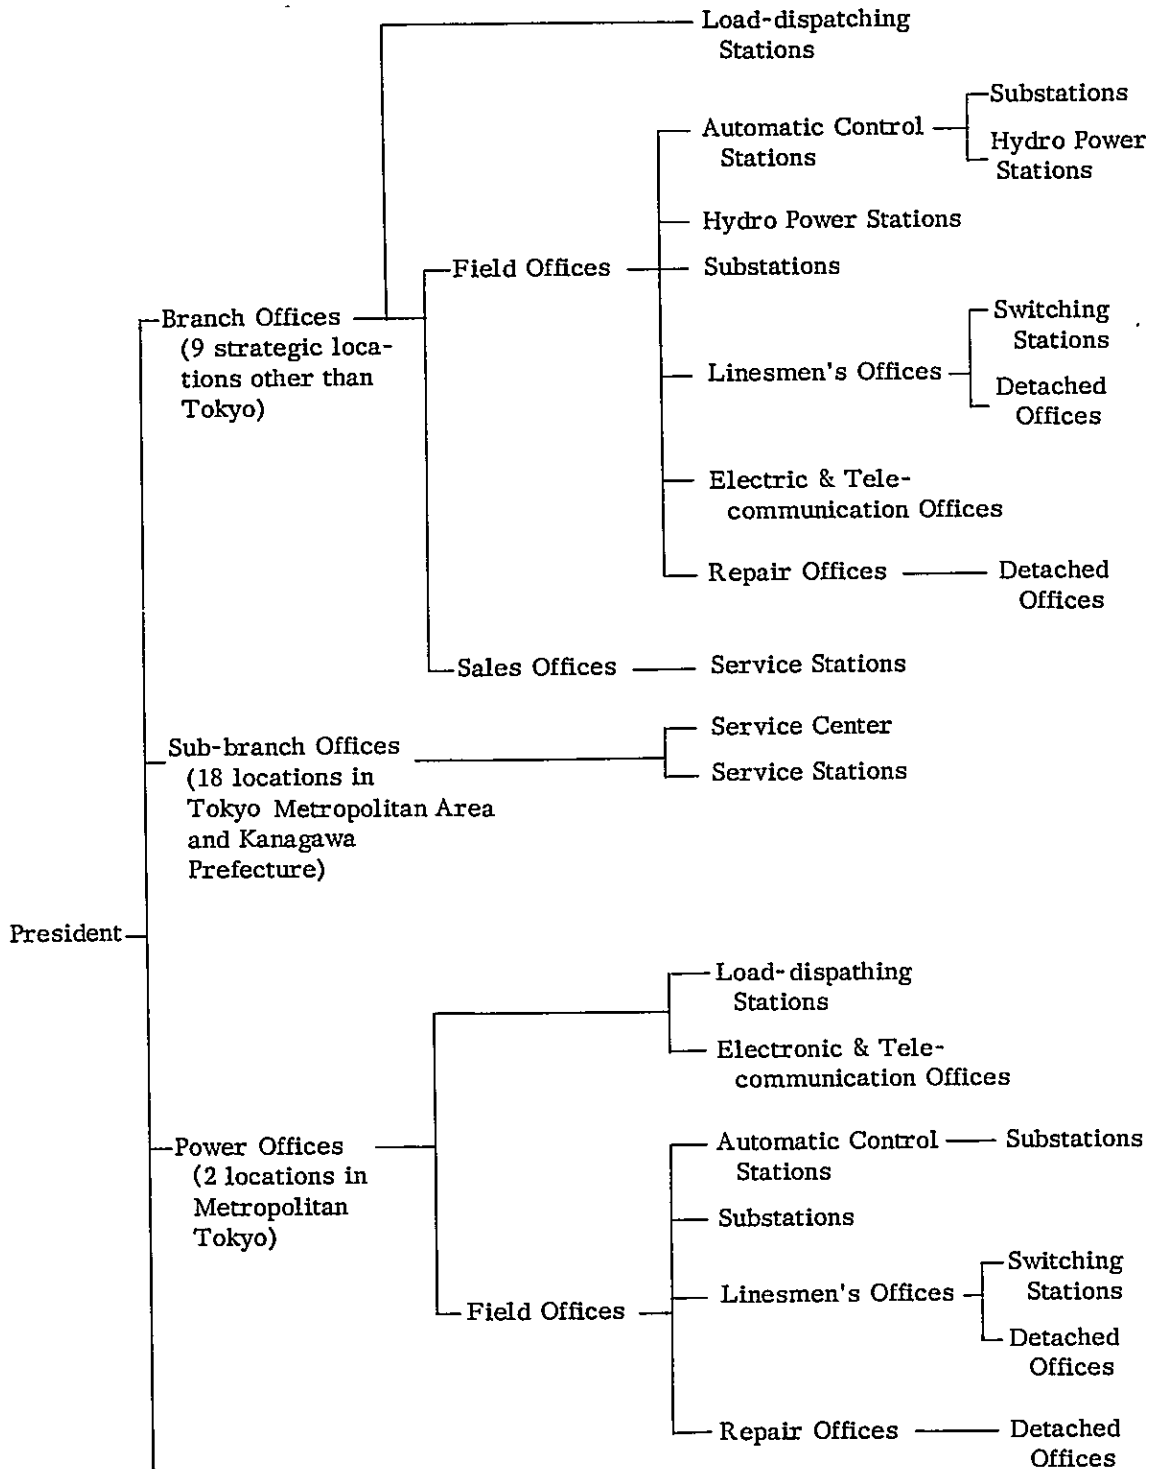 Load-dispatching
Stations
Substations
Automatic Control
Stations
Hydro Power
Stations
Hydro Power Stations
Field Offices
Substations
Branch Offices
(9 strategic loca-
tions other than
Tokyo)
Switching
Stations
Linesmen's Offices
Detached
Offices
Electric & Tele-
communication Offices
Repair Offices
Detached
Offices
Sales Offices
Service Stations
Sub-branch Offices
(18 locations in
Tokyo Metropolitan Area
and Kanagawa
Prefecture)
Service Center
Service Stations
President
Load-dispathing
Stations
Electronic & Tele-
communication Offices
Power Offices
(2 locations in
Metropolitan
Tokyo)
Automatic Control
Stations
Substations
Substations
Field Offices
Linesmen's Offices
Switching
Stations
Detached
Offices
Repair Offices
Detached
Offices